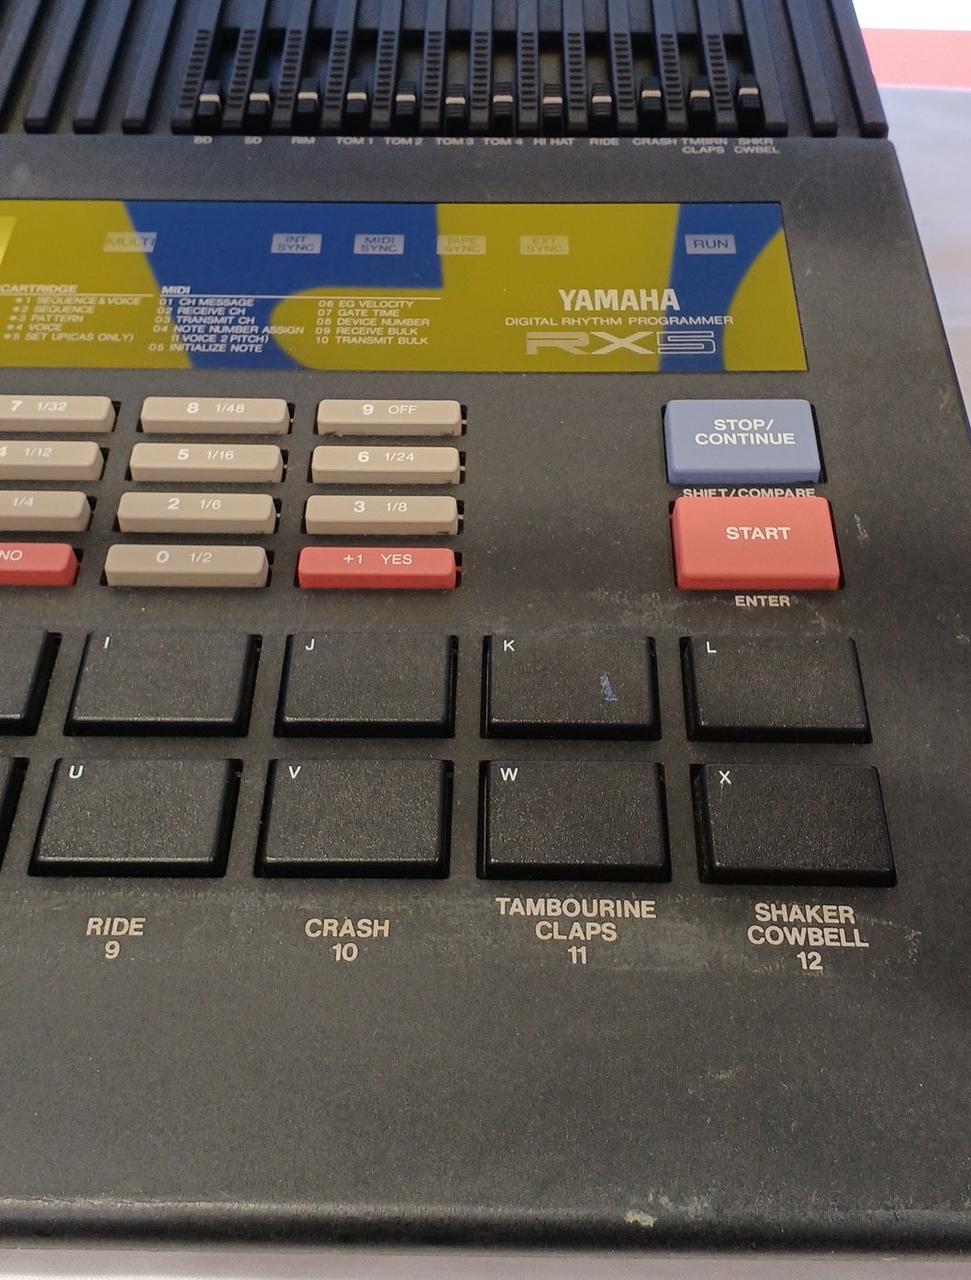 BD SD RIM TOM 1 TOM 2 TOM 3 TOM 4 HI HAT RIDE CRASH TMBRN SHKR
CLAPS CWBEL
MULTI
INT
SYNC
MIDI
SYNC
TAPE
SYNC
EXT
SYNC
RUN
CARTRIDGE
*1 SEQUENCE & VOICE
*2 SEQUENCE
*3 PATTERN
*4 VOICE
*5 SET UP(CAS ONLY)
MIDI
01 CH MESSAGE
02 RECEIVE CH
03 TRANSMIT CH
04 NOTE NUMBER ASSIGN
(1 VOICE 2 PITCH)
05 INITIALIZE NOTE
06 EG VELOCITY
07 GATE TIME
08 DEVICE NUMBER
09 RECEIVE BULK
10 TRANSMIT BULK
YAMAHA
DIGITAL RHYTHM PROGRAMMER
RX5
7 1/32
8 1/48
9 OFF
4 1/12
5 1/16
6 1/24
1/4
2 1/6
3 1/8
NO
0 1/2
+1 YES
STOP/
CONTINUE
SHIFT/COMPARE
START
ENTER
I
J
K
L
U
V
W
X
RIDE
9
CRASH
10
TAMBOURINE
CLAPS
11
SHAKER
COWBELL
12